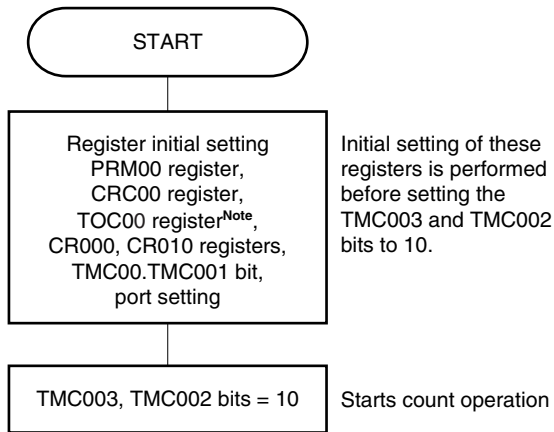 START
Register initial setting
PRM00 register,
CRC00 register,
TOC00 registerNote,
CR000, CR010 registers,
TMC00.TMC001 bit,
port setting
Initial setting of these
registers is performed
before setting the
TMC003 and TMC002
bits to 10.
TMC003, TMC002 bits = 10
Starts count operation